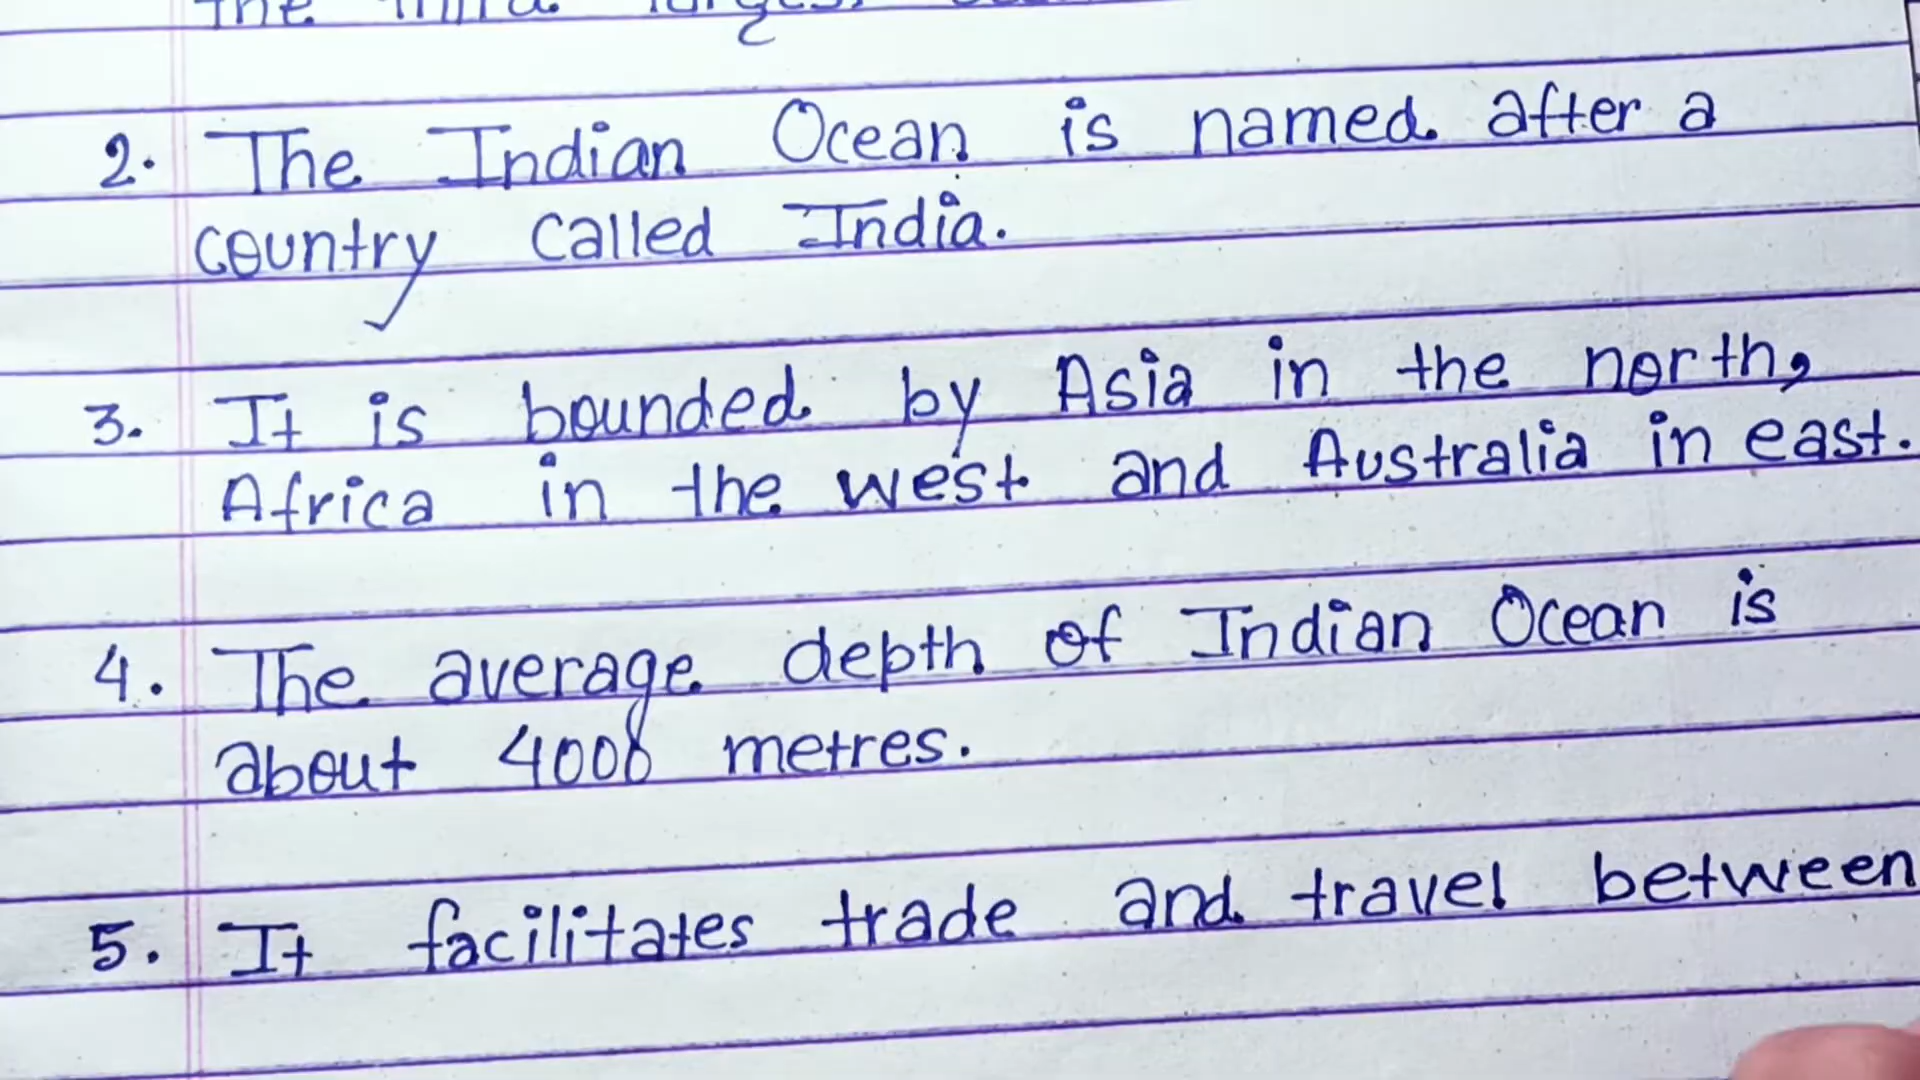 the third
2. The Indian Ocean is named after a
country called India.
3. It is bounded by Asia in the north,
Africa in the west and Australia in east.
4. The average depth of Indian Ocean is
about 4000 metres.
5. It facilitates trade and travel between